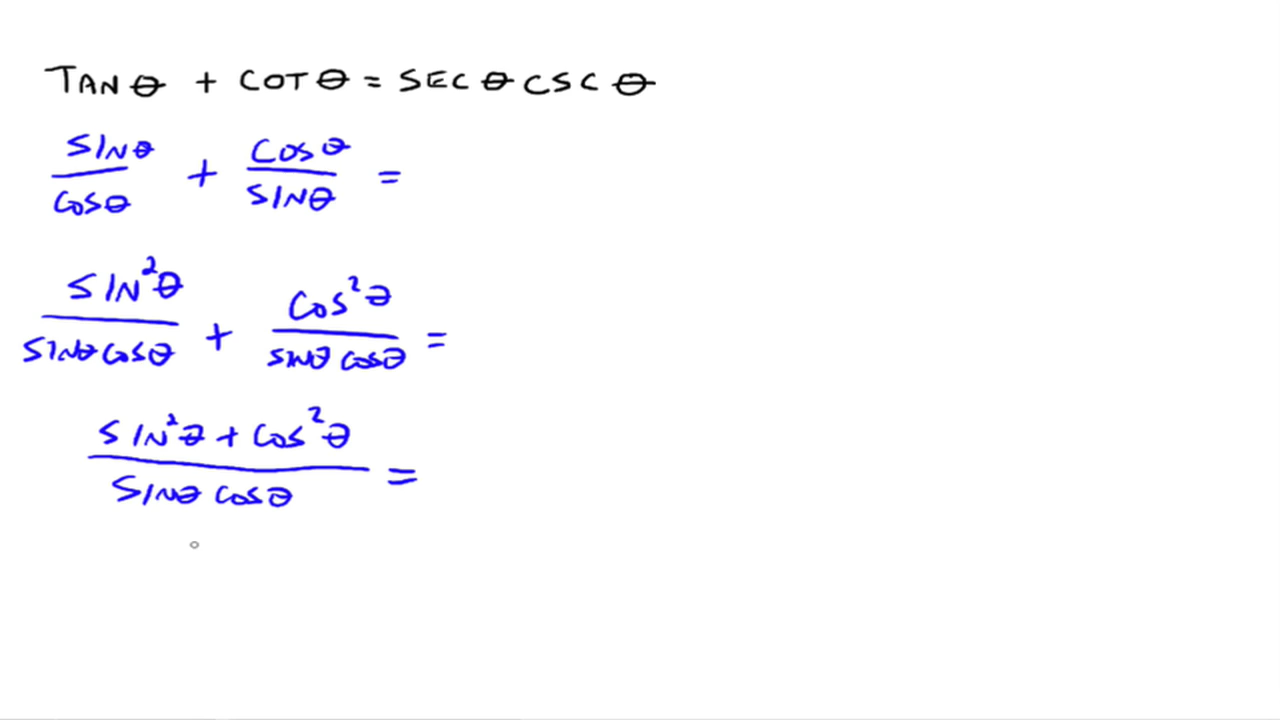 TAN θ + COT θ = SEC θ CSC θ
SIN θ / COS θ + COS θ / SIN θ =
SIN²θ / SIN θ COS θ + COS²θ / SIN θ COS θ =
SIN²θ + COS²θ / SIN θ COS θ =